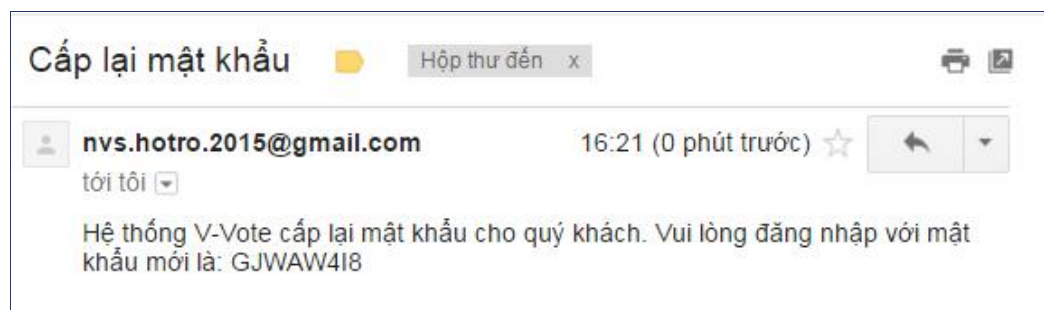 Cấp lại mật khẩu
Hộp thư đến x
nvs.hotro.2015@gmail.com
16:21 (0 phút trước)
tới tôi
Hệ thống V-Vote cấp lại mật khẩu cho quý khách. Vui lòng đăng nhập với mật
khẩu mới là: GJWAW4I8